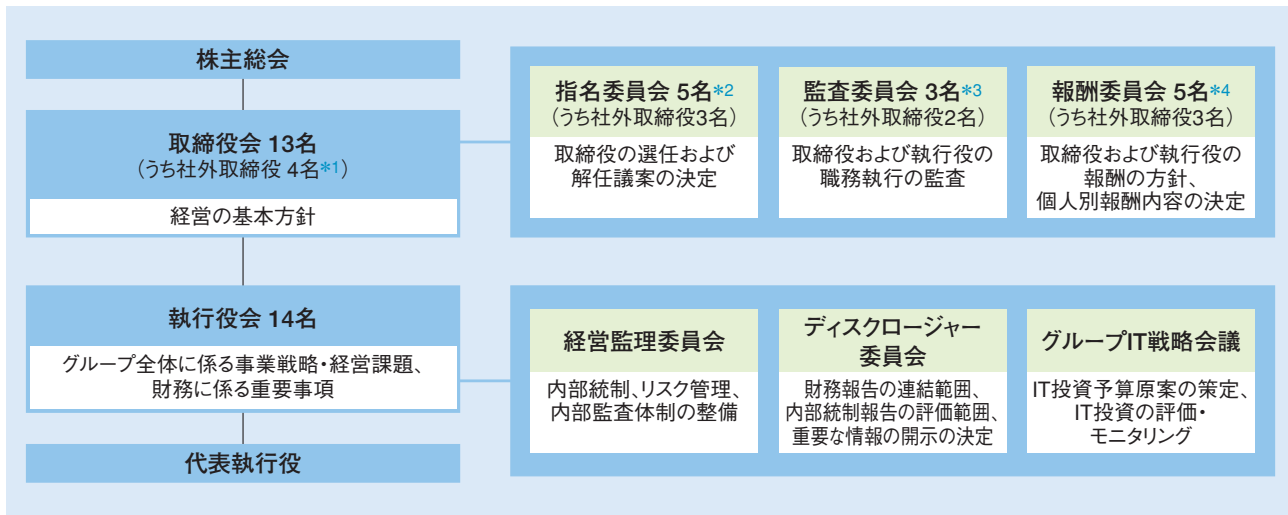 株主総会
取締役会 13名
（うち社外取締役 4名*1）
経営の基本方針
指名委員会 5名*2
（うち社外取締役3名）
取締役の選任および
解任議案の決定
監査委員会 3名*3
（うち社外取締役2名）
取締役および執行役の
職務執行の監査
報酬委員会 5名*4
（うち社外取締役3名）
取締役および執行役の
報酬の方針、
個人別報酬内容の決定
執行役会 14名
グループ全体に係る事業戦略・経営課題、
財務に係る重要事項
経営監理委員会
内部統制、リスク管理、
内部監査体制の整備
ディスクロージャー
委員会
財務報告の連結範囲、
内部統制報告の評価範囲、
重要な情報の開示の決定
グループIT戦略会議
IT投資予算原案の策定、
IT投資の評価・
モニタリング
代表執行役